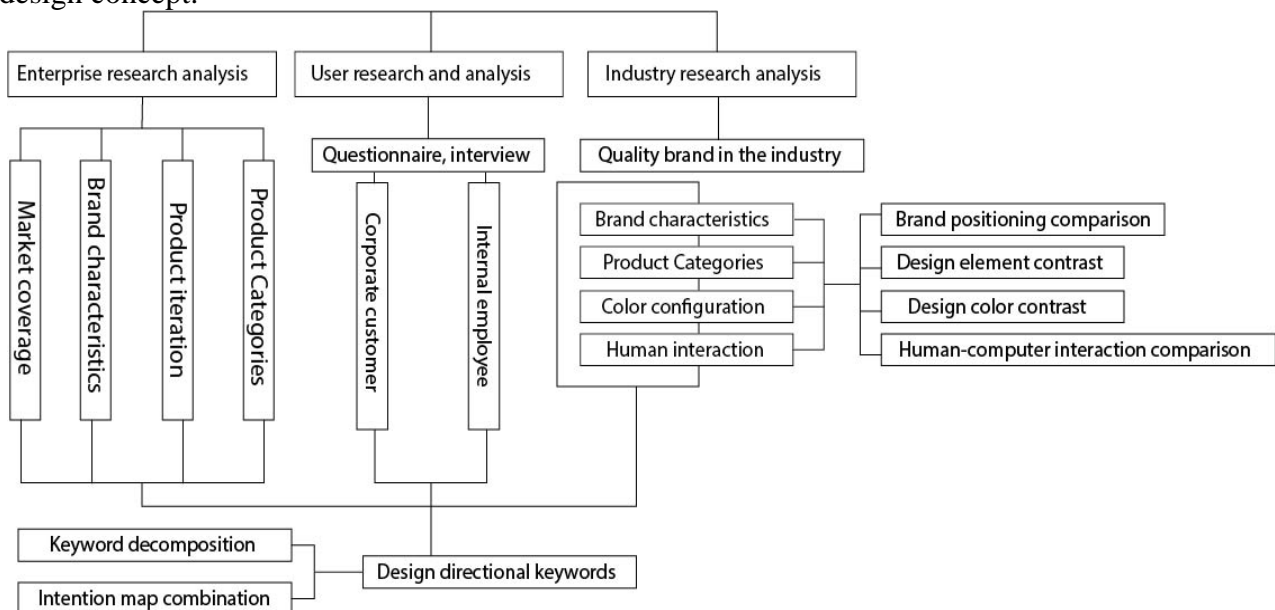 design concept.
Enterprise research analysis
User research and analysis
Industry research analysis
Questionnaire, interview
Quality brand in the industry
Market coverage
Brand characteristics
Product iteration
Product Categories
Corporate customer
Internal employee
Brand characteristics
Product Categories
Color configuration
Human interaction
Brand positioning comparison
Design element contrast
Design color contrast
Human-computer interaction comparison
Keyword decomposition
Design directional keywords
Intention map combination